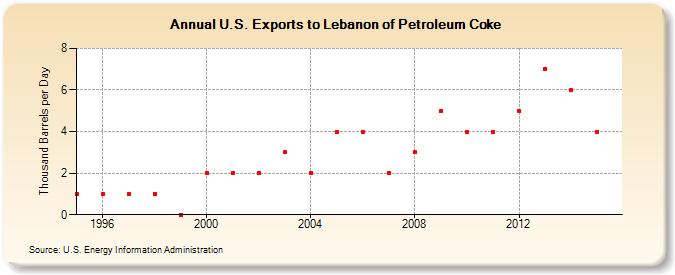 Annual U.S. Exports to Lebanon of Petroleum Coke
Thousand Barrels per Day
8
6
4
2
0
1996 2000 2004 2008 2012
Source: U.S. Energy Information Administration